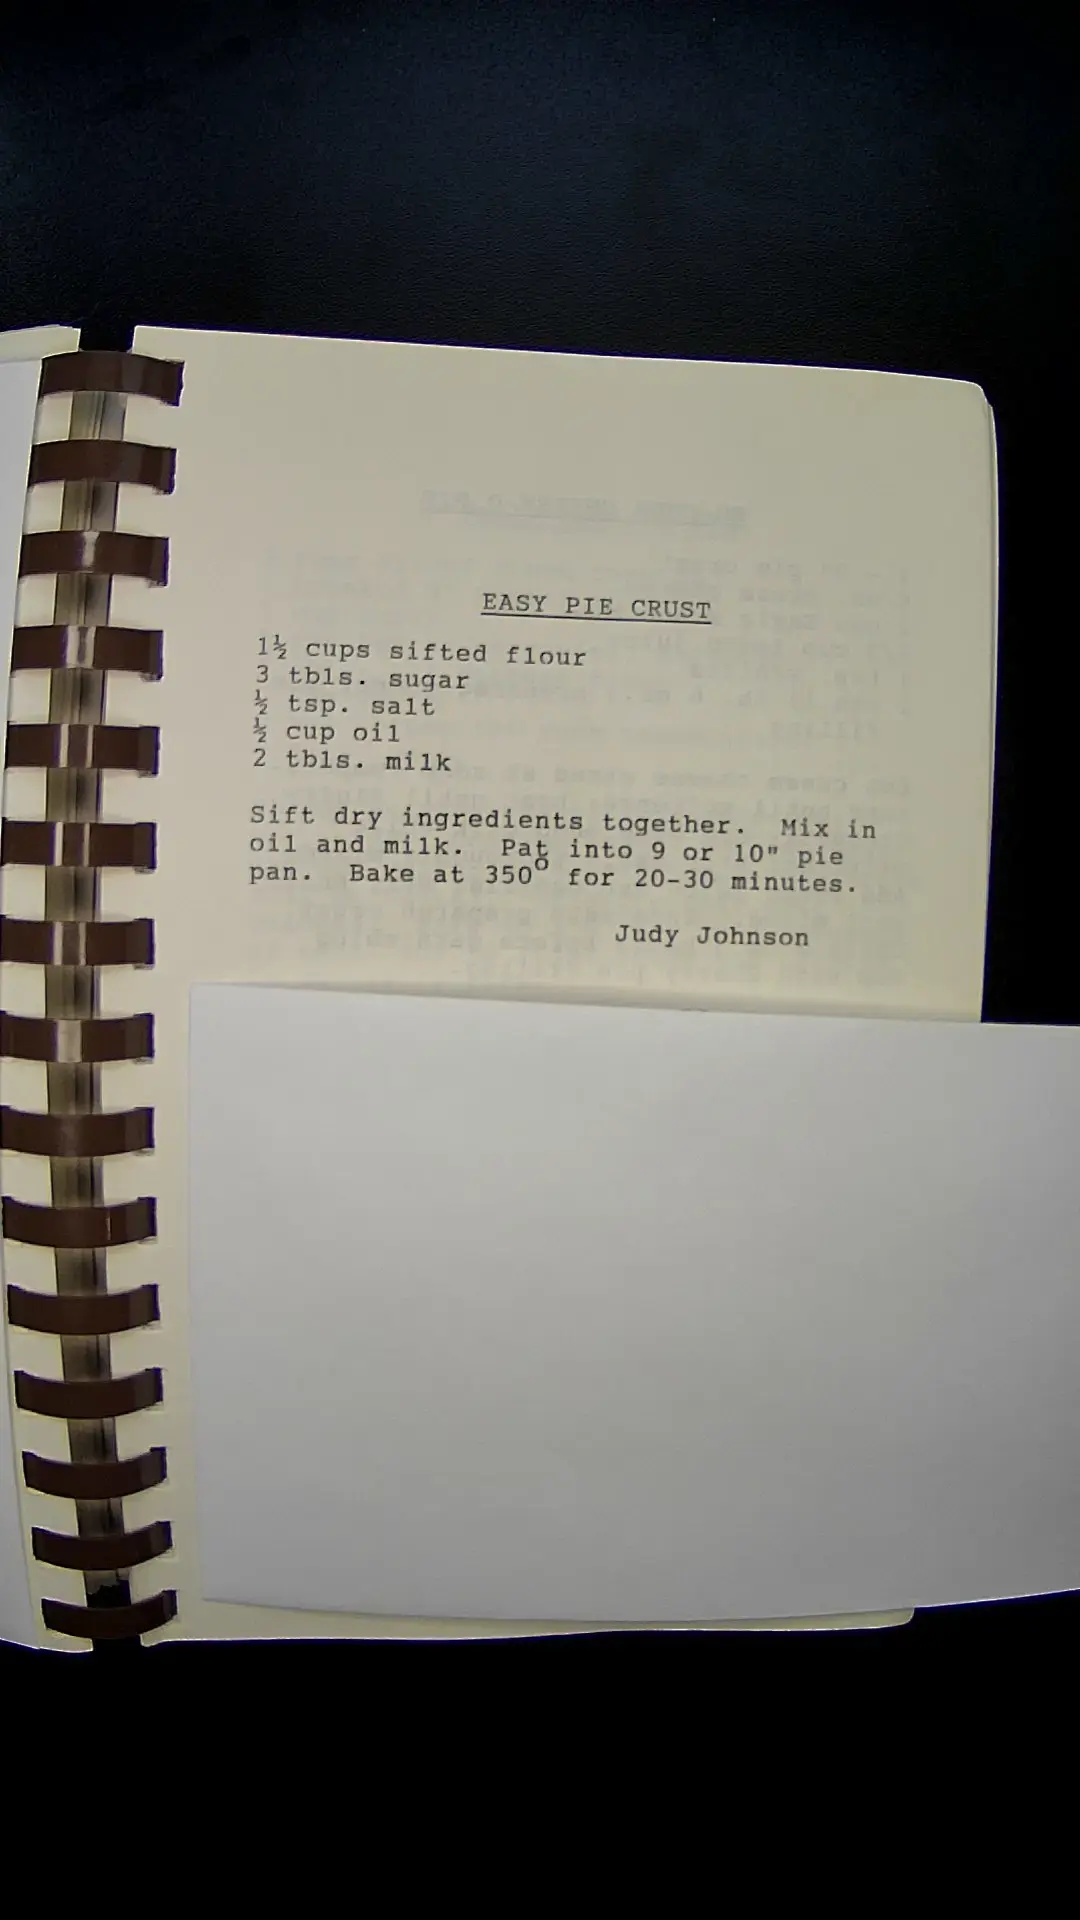 EASY PIE CRUST
1½ cups sifted flour
3 tbls. sugar
½ tsp. salt
½ cup oil
2 tbls. milk
Sift dry ingredients together. Mix in
oil and milk. Pat into 9 or 10" pie
pan. Bake at 350° for 20-30 minutes.
Judy Johnson